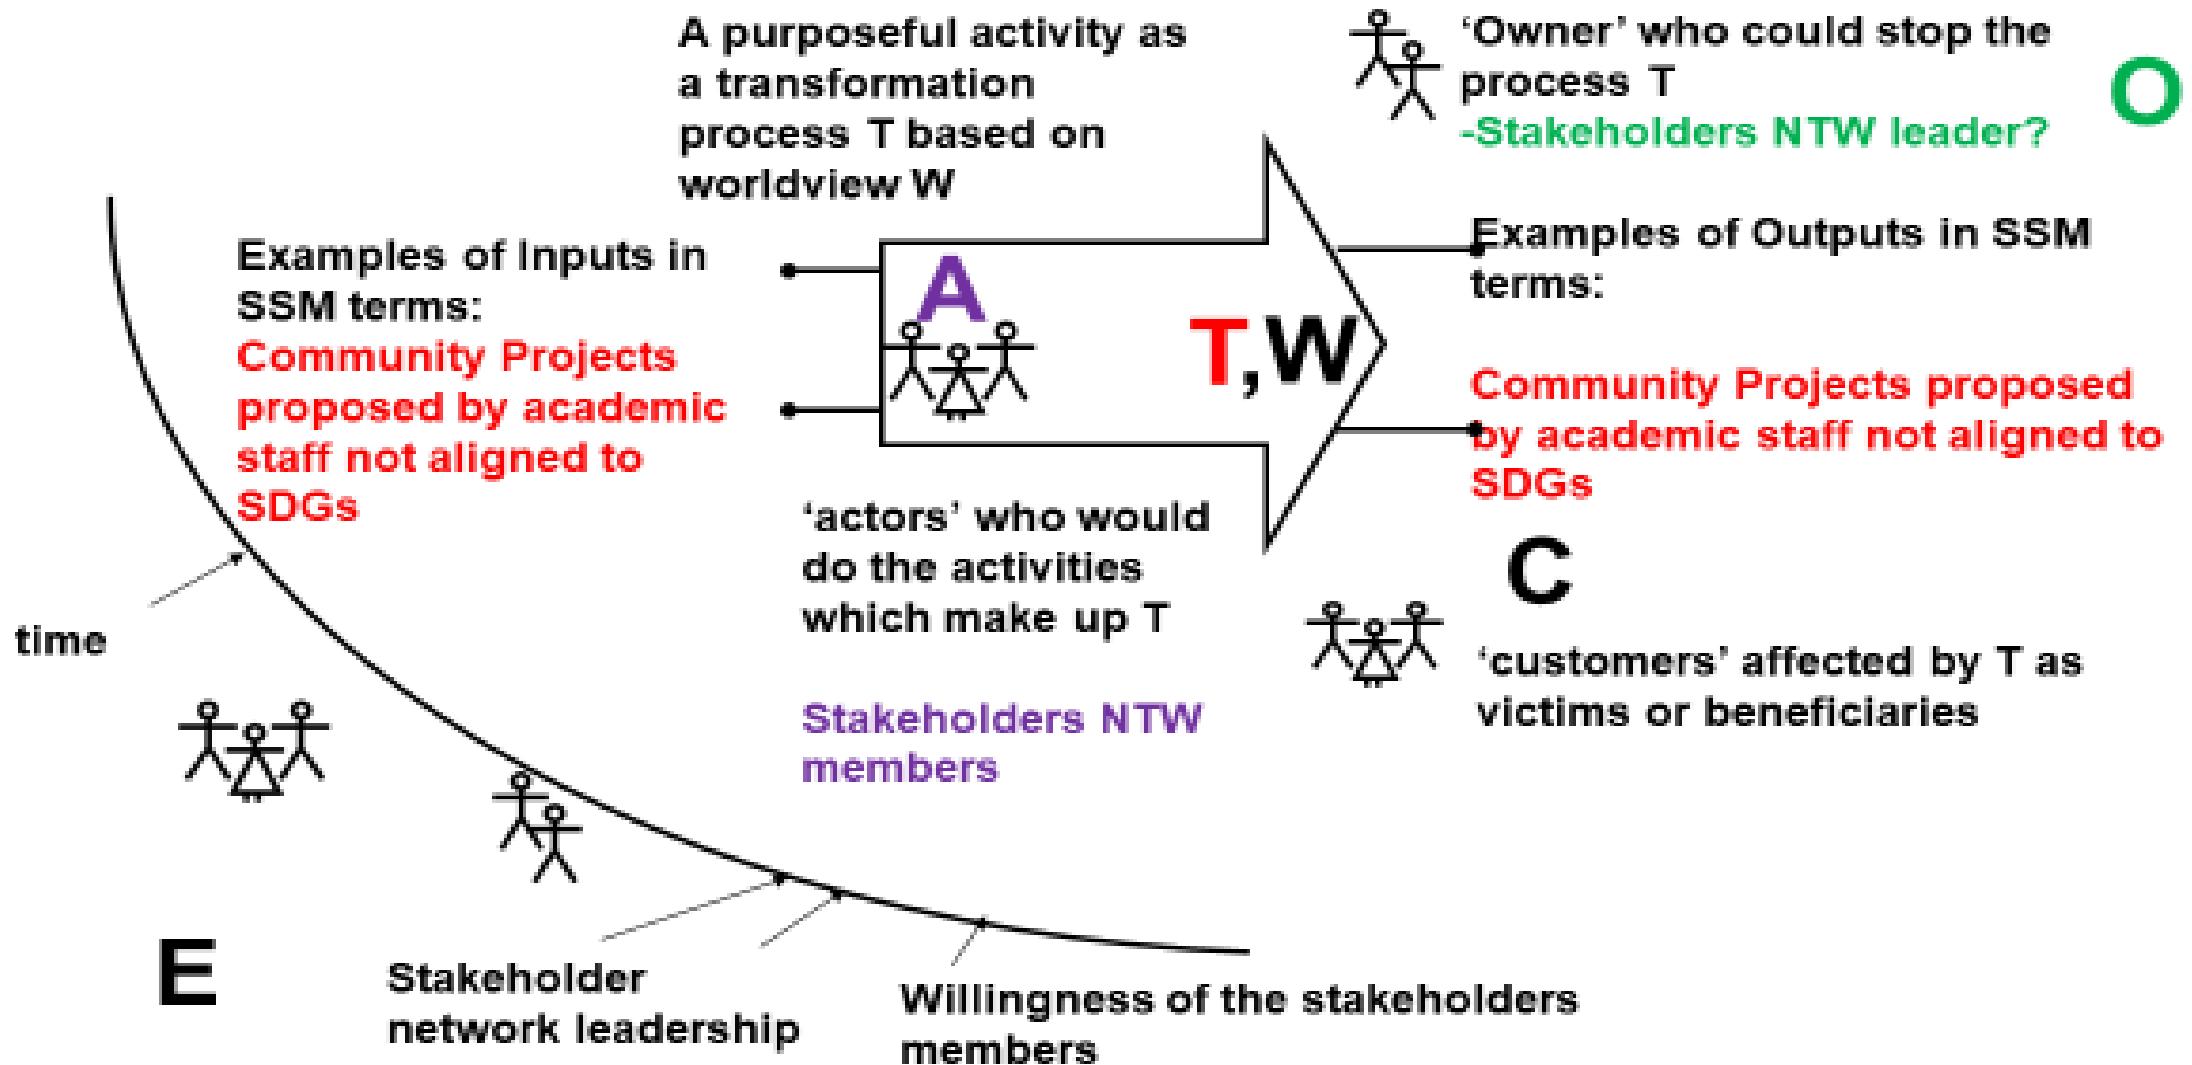 A purposeful activity as
a transformation
process T based on
worldview W
‘Owner’ who could stop the
process T
-Stakeholders NTW leader?
O
Examples of Inputs in
SSM terms:
Community Projects
proposed by academic
staff not aligned to
SDGs
A
T,W
Examples of Outputs in SSM
terms:
Community Projects proposed
by academic staff not aligned to
SDGs
‘actors’ who would
do the activities
which make up T
Stakeholders NTW
members
C
‘customers’ affected by T as
victims or beneficiaries
time
E
Stakeholder
network leadership
Willingness of the stakeholders
members